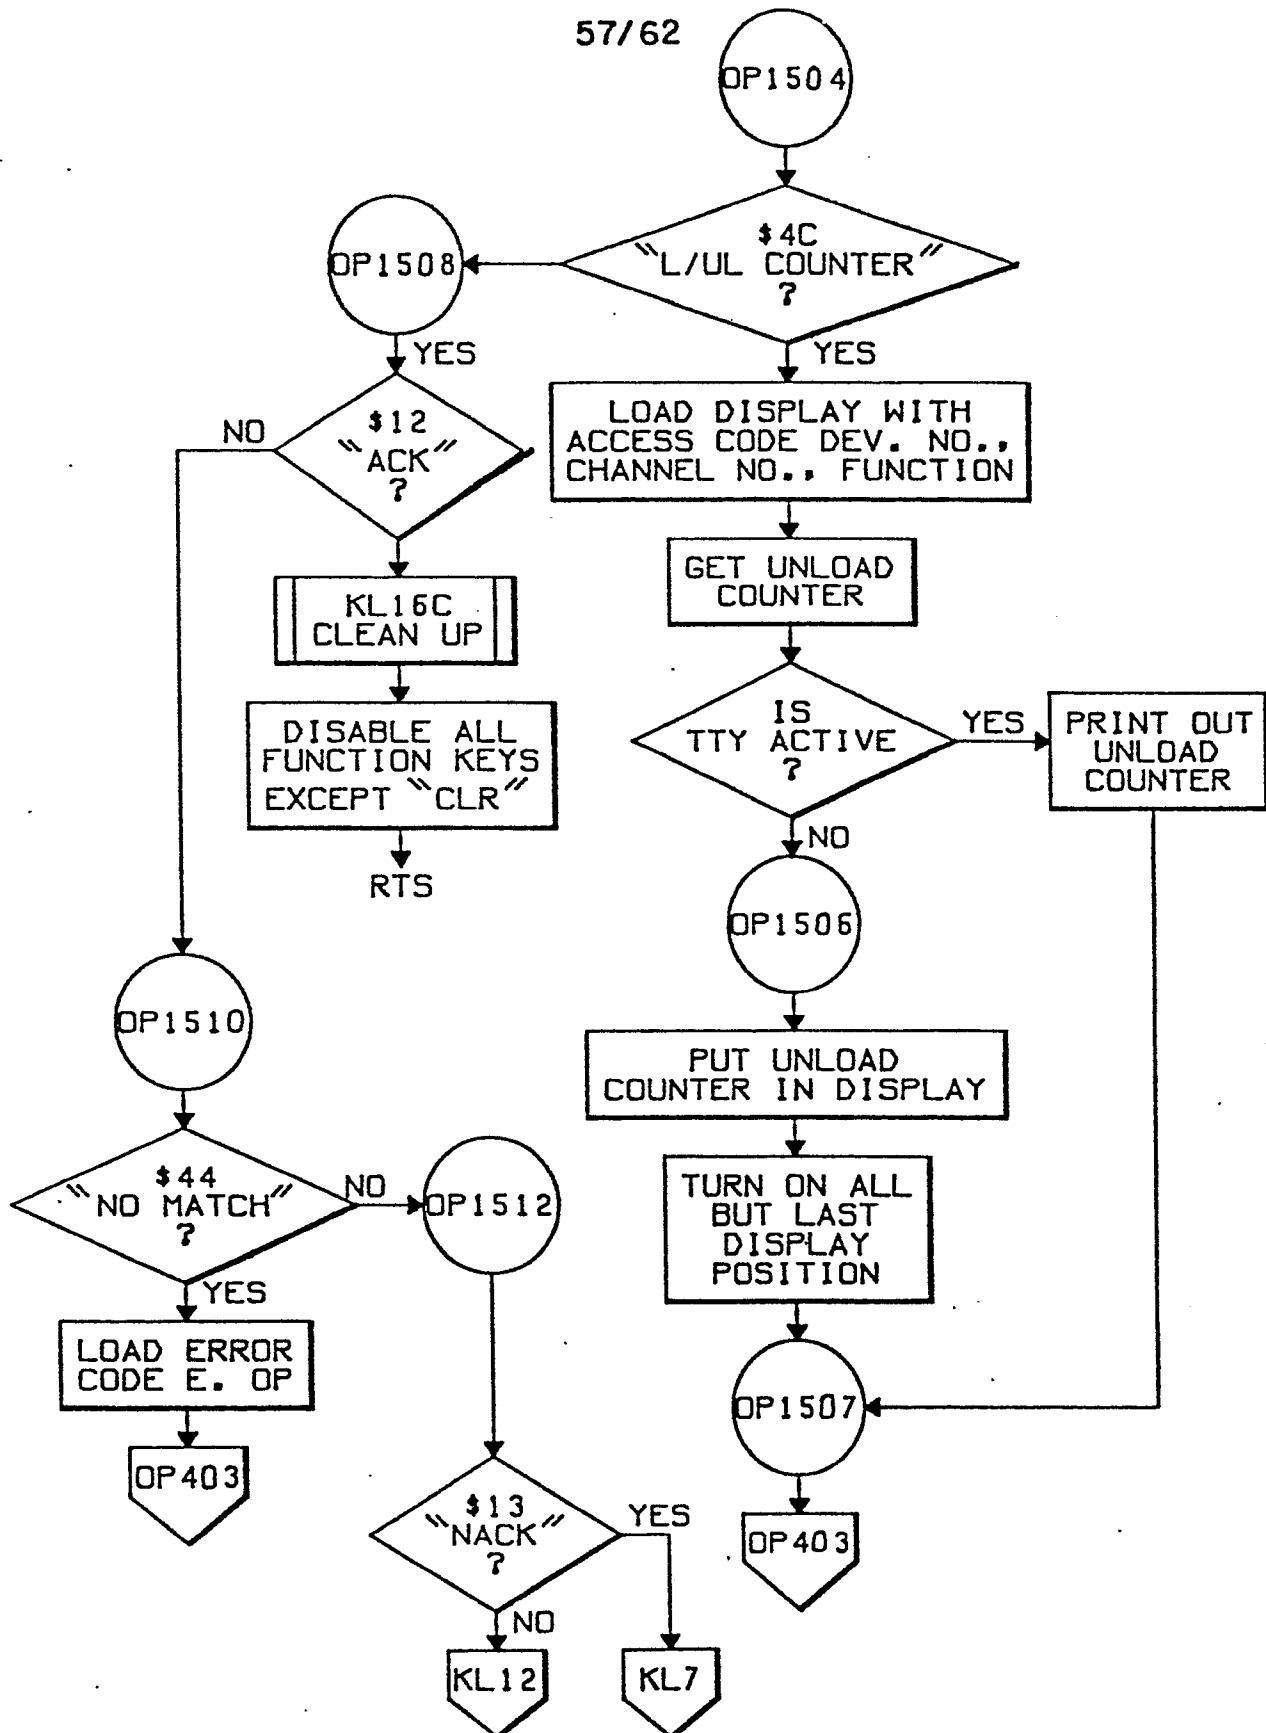 57/62
OP1504
$4C
"L/UL COUNTER"
?
OP1508
YES
YES
$12
"ACK"
?
NO
LOAD DISPLAY WITH
ACCESS CODE DEV. NO.,
CHANNEL NO., FUNCTION
GET UNLOAD
COUNTER
KL16C
CLEAN UP
IS
TTY ACTIVE
?
YES
PRINT OUT
UNLOAD
COUNTER
DISABLE ALL
FUNCTION KEYS
EXCEPT "CLR"
NO
RTS
OP1506
OP1510
PUT UNLOAD
COUNTER IN DISPLAY
$44
"NO MATCH"
?
NO
OP1512
TURN ON ALL
BUT LAST
DISPLAY
POSITION
YES
LOAD ERROR
CODE E. OP
OP1507
OP403
$13
"NACK"
?
YES
OP403
NO
KL12
KL7